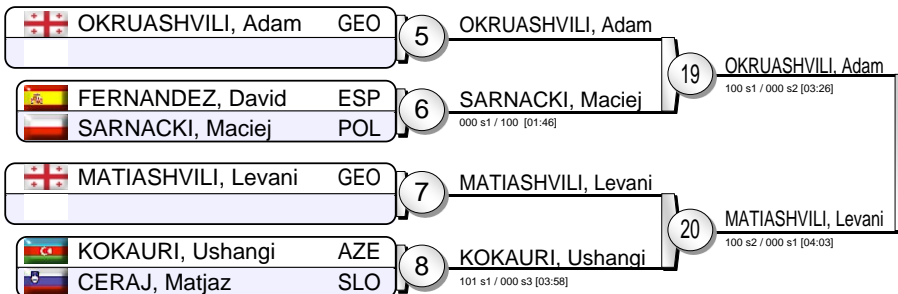 OKRUASHVILI, Adam GEO
5
OKRUASHVILI, Adam
FERNANDEZ, David ESP
SARNACKI, Maciej POL
6
SARNACKI, Maciej
000 s1 / 100 [01:46]
19
OKRUASHVILI, Adam
100 s1 / 000 s2 [03:26]
MATIASHVILI, Levani GEO
7
MATIASHVILI, Levani
KOKAURI, Ushangi AZE
CERAJ, Matjaz SLO
8
KOKAURI, Ushangi
101 s1 / 000 s3 [03:58]
20
MATIASHVILI, Levani
100 s2 / 000 s1 [04:03]